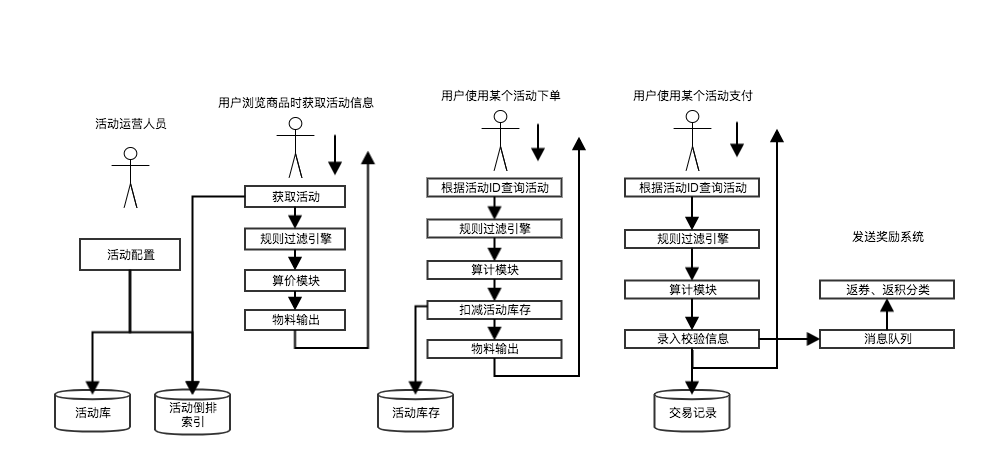 活动运营人员
活动配置
活动库
活动倒排
索引
用户浏览商品时获取活动信息
获取活动
规则过滤引擎
算价模块
物料输出
用户使用某个活动下单
根据活动ID查询活动
规则过滤引擎
算计模块
扣减活动库存
物料输出
活动库存
用户使用某个活动支付
根据活动ID查询活动
规则过滤引擎
算计模块
录入校验信息
交易记录
发送奖励系统
返券、返积分类
消息队列